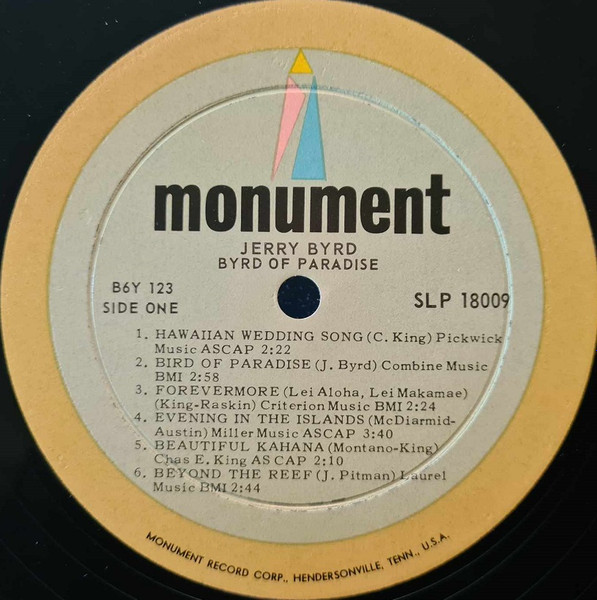 monument
JERRY BYRD
BYRD OF PARADISE
B6Y 123
SIDE ONE
SLP 18009
1. HAWAIIAN WEDDING SONG (C. King) Pickwick
Music ASCAP 2:22
2. BIRD OF PARADISE (J. Byrd) Combine Music
BMI 2:58
3. FOREVERMORE (Lei Aloha, Lei Makamae)
(King-Raskin) Criterion Music BMI 2:24
4. EVENING IN THE ISLANDS (McDiarmid-
Austin) Miller Music ASCAP 3:40
5. BEAUTIFUL KAHANA (Montano-King)
Chas E. King AS CAP 2:10
6. BEYOND THE REEF (J. Pitman) Laurel
Music BMI 2:44
MONUMENT RECORD CORP., HENDERSONVILLE, TENN., U.S.A.